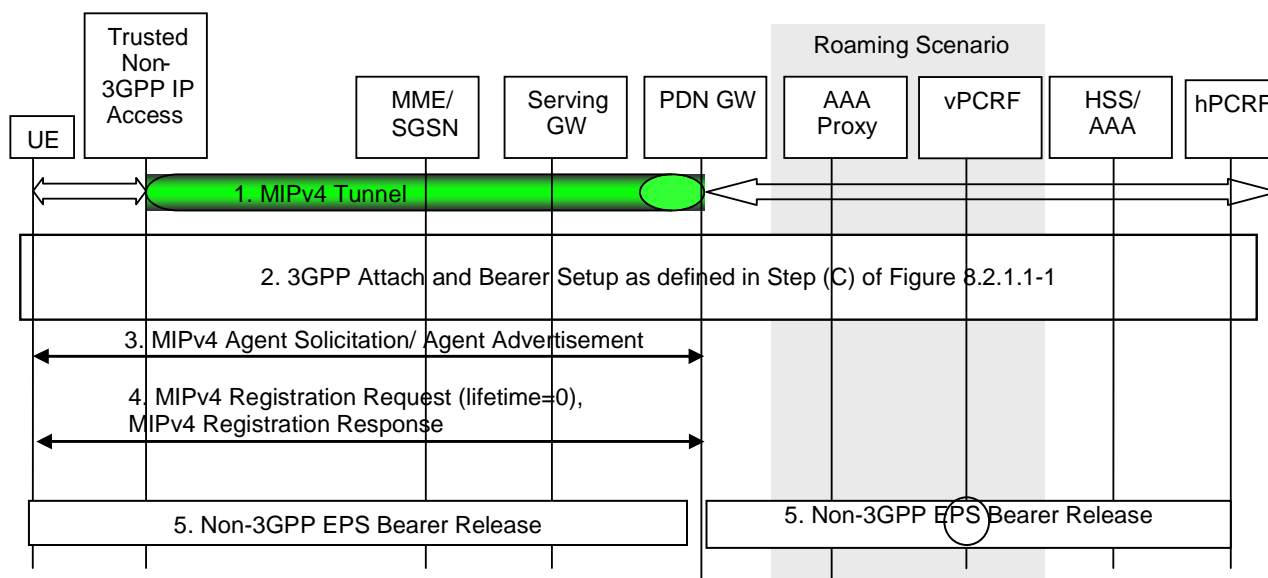 Roaming Scenario
Trusted
Non-
3GPP IP
Access
UE
MME/
SGSN
Serving
GW
PDN GW
AAA
Proxy
vPCRF
HSS/
AAA
hPCRF
1. MIPv4 Tunnel
2. 3GPP Attach and Bearer Setup as defined in Step (C) of Figure 8.2.1.1-1
3. MIPv4 Agent Solicitation/ Agent Advertisement
4. MIPv4 Registration Request (lifetime=0),
MIPv4 Registration Response
5. Non-3GPP EPS Bearer Release
5. Non-3GPP EPS Bearer Release